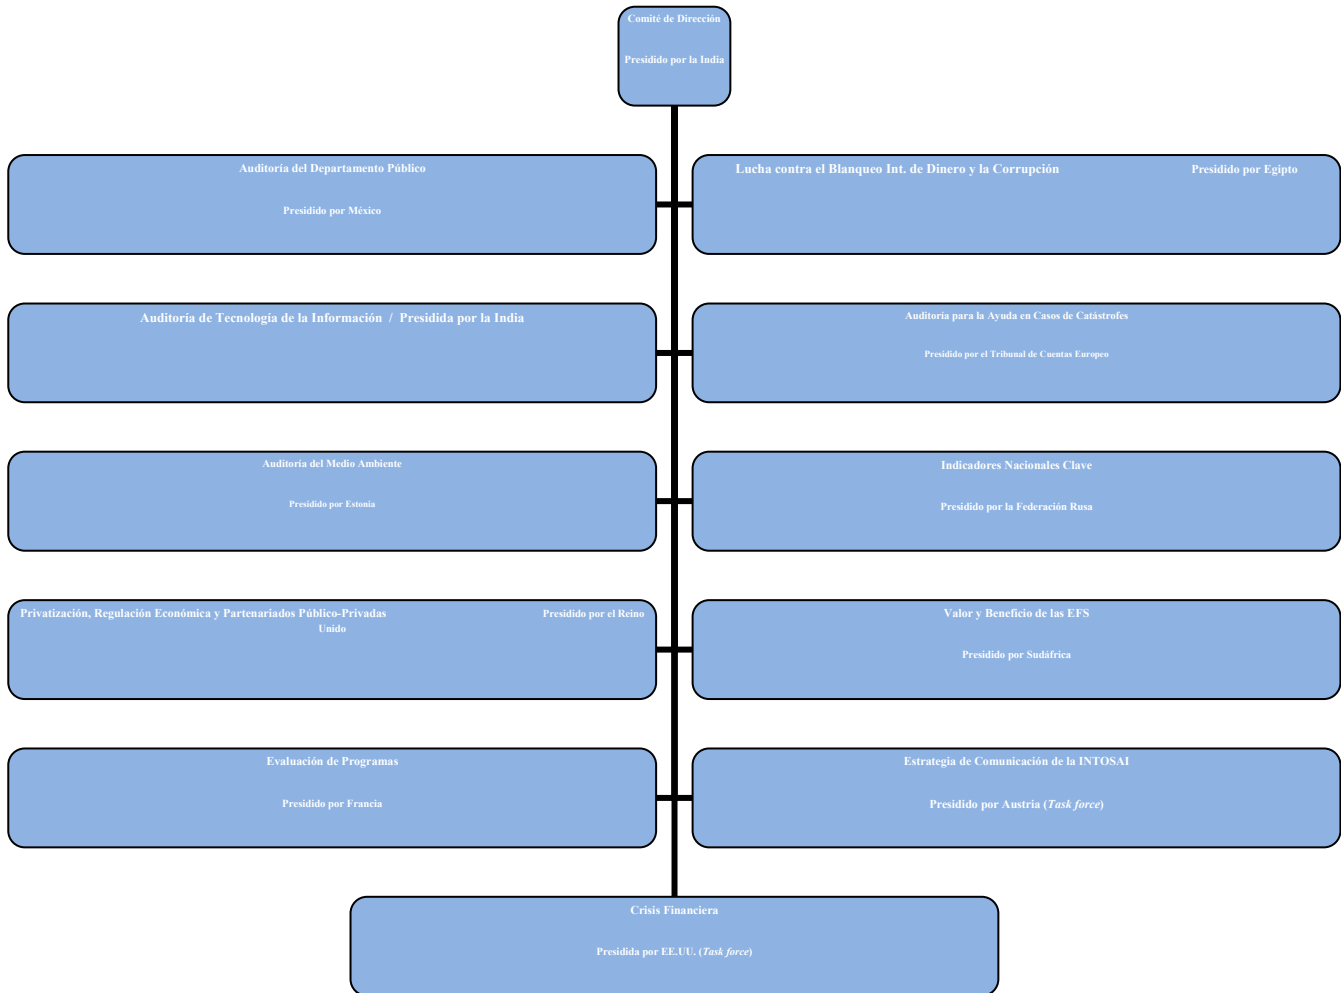 Comité de Dirección
Presidido por la India
Auditoría del Departamento Público
Presidido por México
Lucha contra el Blanqueo Int. de Dinero y la Corrupción Presidido por Egipto
Auditoría de Tecnología de la Información / Presidida por la India
Auditoría para la Ayuda en Casos de Catástrofes
Presidido por el Tribunal de Cuentas Europeo
Auditoría del Medio Ambiente
Presidido por Estonia
Indicadores Nacionales Clave
Presidido por la Federación Rusa
Privatización, Regulación Económica y Partenariados Público-Privadas Presidido por el Reino
Unido
Valor y Beneficio de las EFS
Presidido por Sudáfrica
Evaluación de Programas
Presidido por Francia
Estrategia de Comunicación de la INTOSAI
Presidido por Austria (Task force)
Crisis Financiera
Presidida por EE.UU. (Task force)